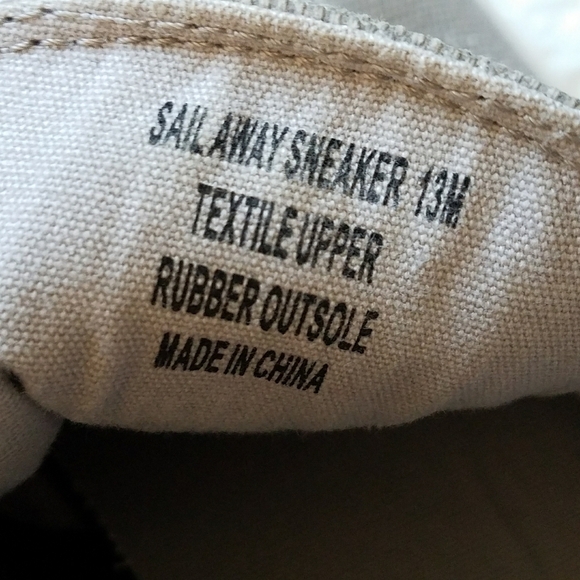 SAIL AWAY SNEAKER 13M
TEXTILE UPPER
RUBBER OUTSOLE
MADE IN CHINA